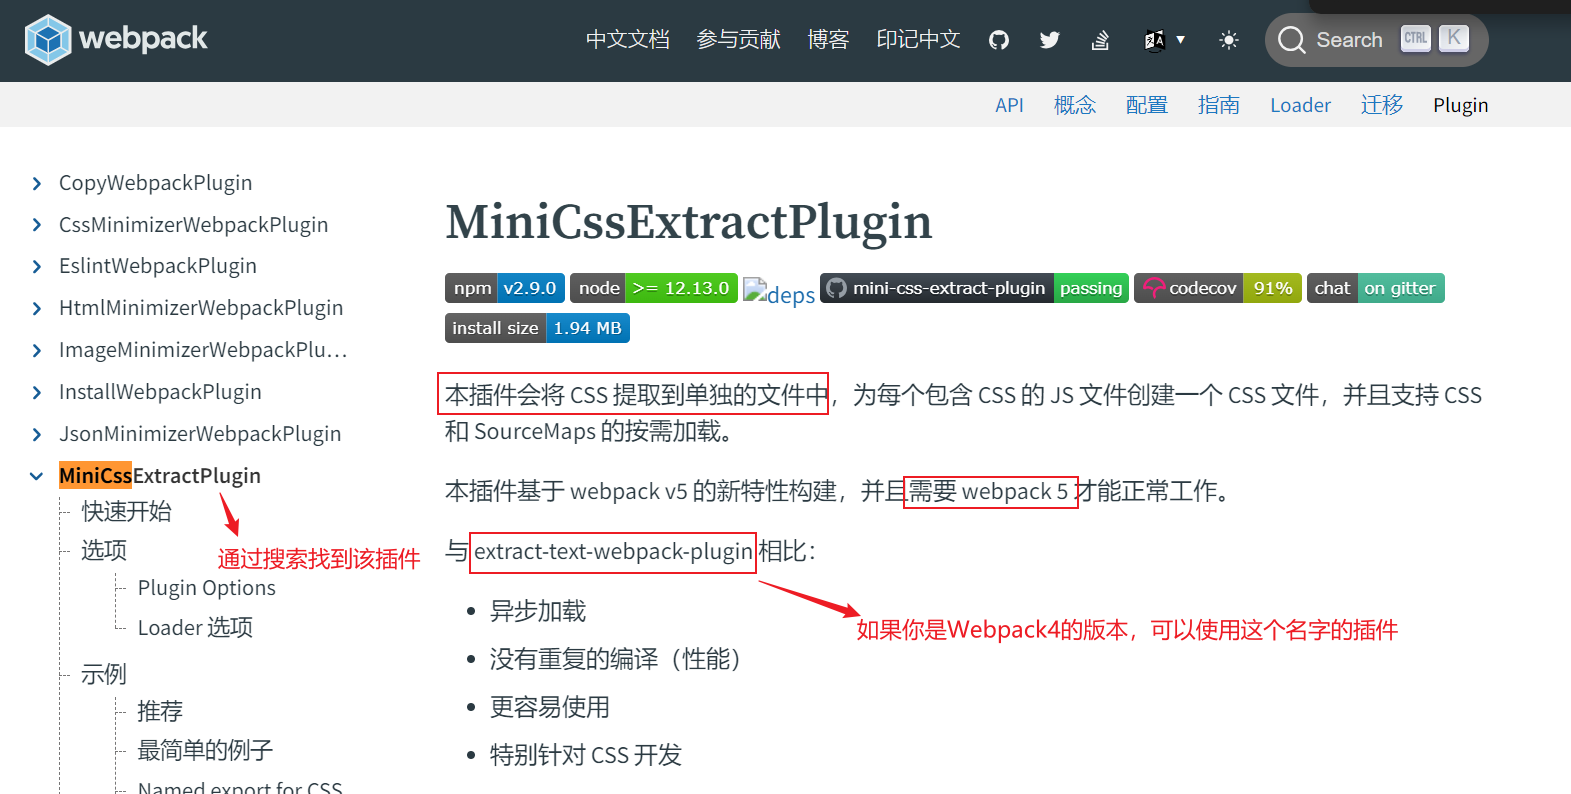 webpack
中文文档 参与贡献 博客 印记中文 Search CTRL K
API 概念 配置 指南 Loader 迁移 Plugin
CopyWebpackPlugin
CssMinimizerWebpackPlugin
EslintWebpackPlugin
HtmlMinimizerWebpackPlugin
ImageMinimizerWebpackPlu...
InstallWebpackPlugin
JsonMinimizerWebpackPlugin
MiniCssExtractPlugin
快速开始
选项
通过搜索找到该插件
Plugin Options
Loader 选项
示例
推荐
最简单的例子
Named export for CSS
MiniCssExtractPlugin
npm v2.9.0 node >= 12.13.0 deps mini-css-extract-plugin passing codecov 91% chat on gitter
install size 1.94 MB
本插件会将 CSS 提取到单独的文件中，为每个包含 CSS 的 JS 文件创建一个 CSS 文件，并且支持 CSS
和 SourceMaps 的按需加载。
本插件基于 webpack v5 的新特性构建，并且需要 webpack 5 才能正常工作。
与 extract-text-webpack-plugin 相比：
异步加载
如果你是Webpack4的版本，可以使用这个名字的插件
没有重复的编译（性能）
更容易使用
特别针对 CSS 开发